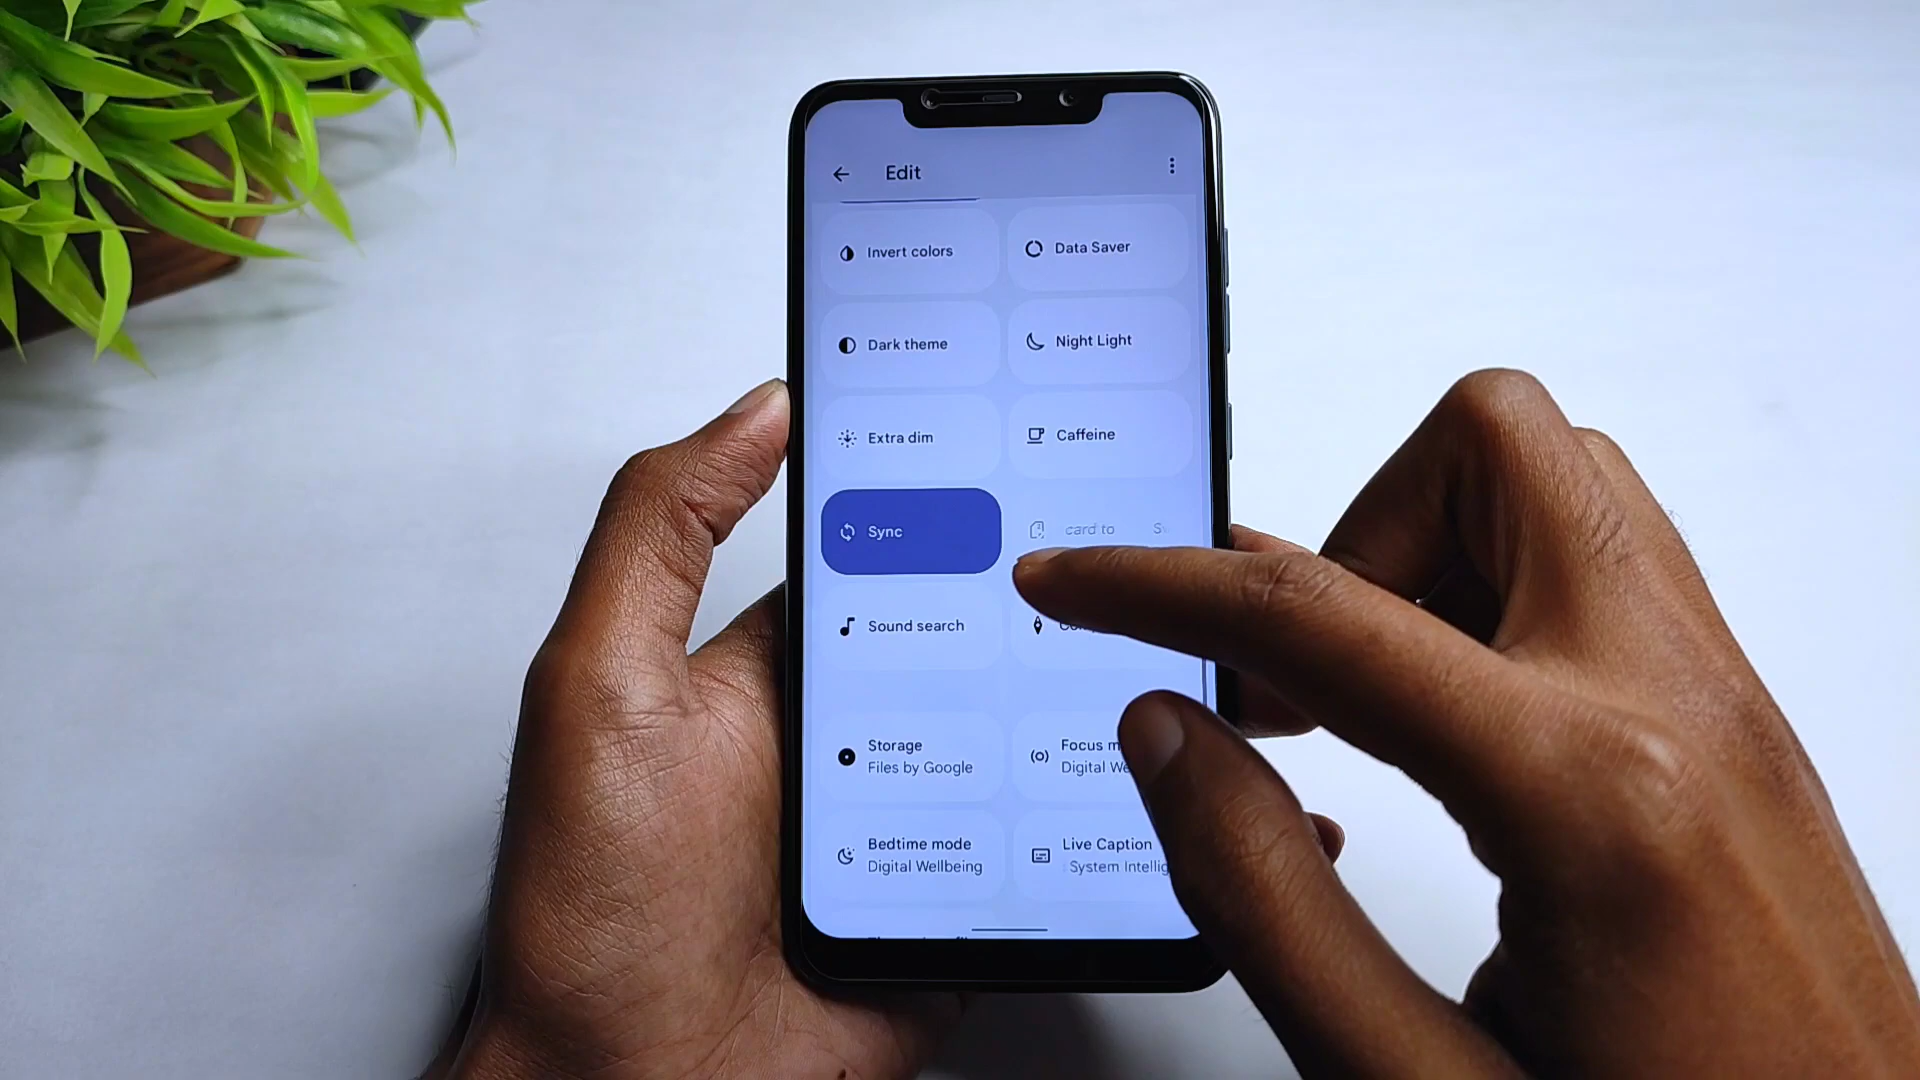 Edit
Invert colors
Data Saver
Dark theme
Night Light
Extra dim
Caffeine
Sync
card to
Sound search
Storage
Files by Google
Focus
Digital
Bedtime mode
Digital Wellbeing
Live Caption
System